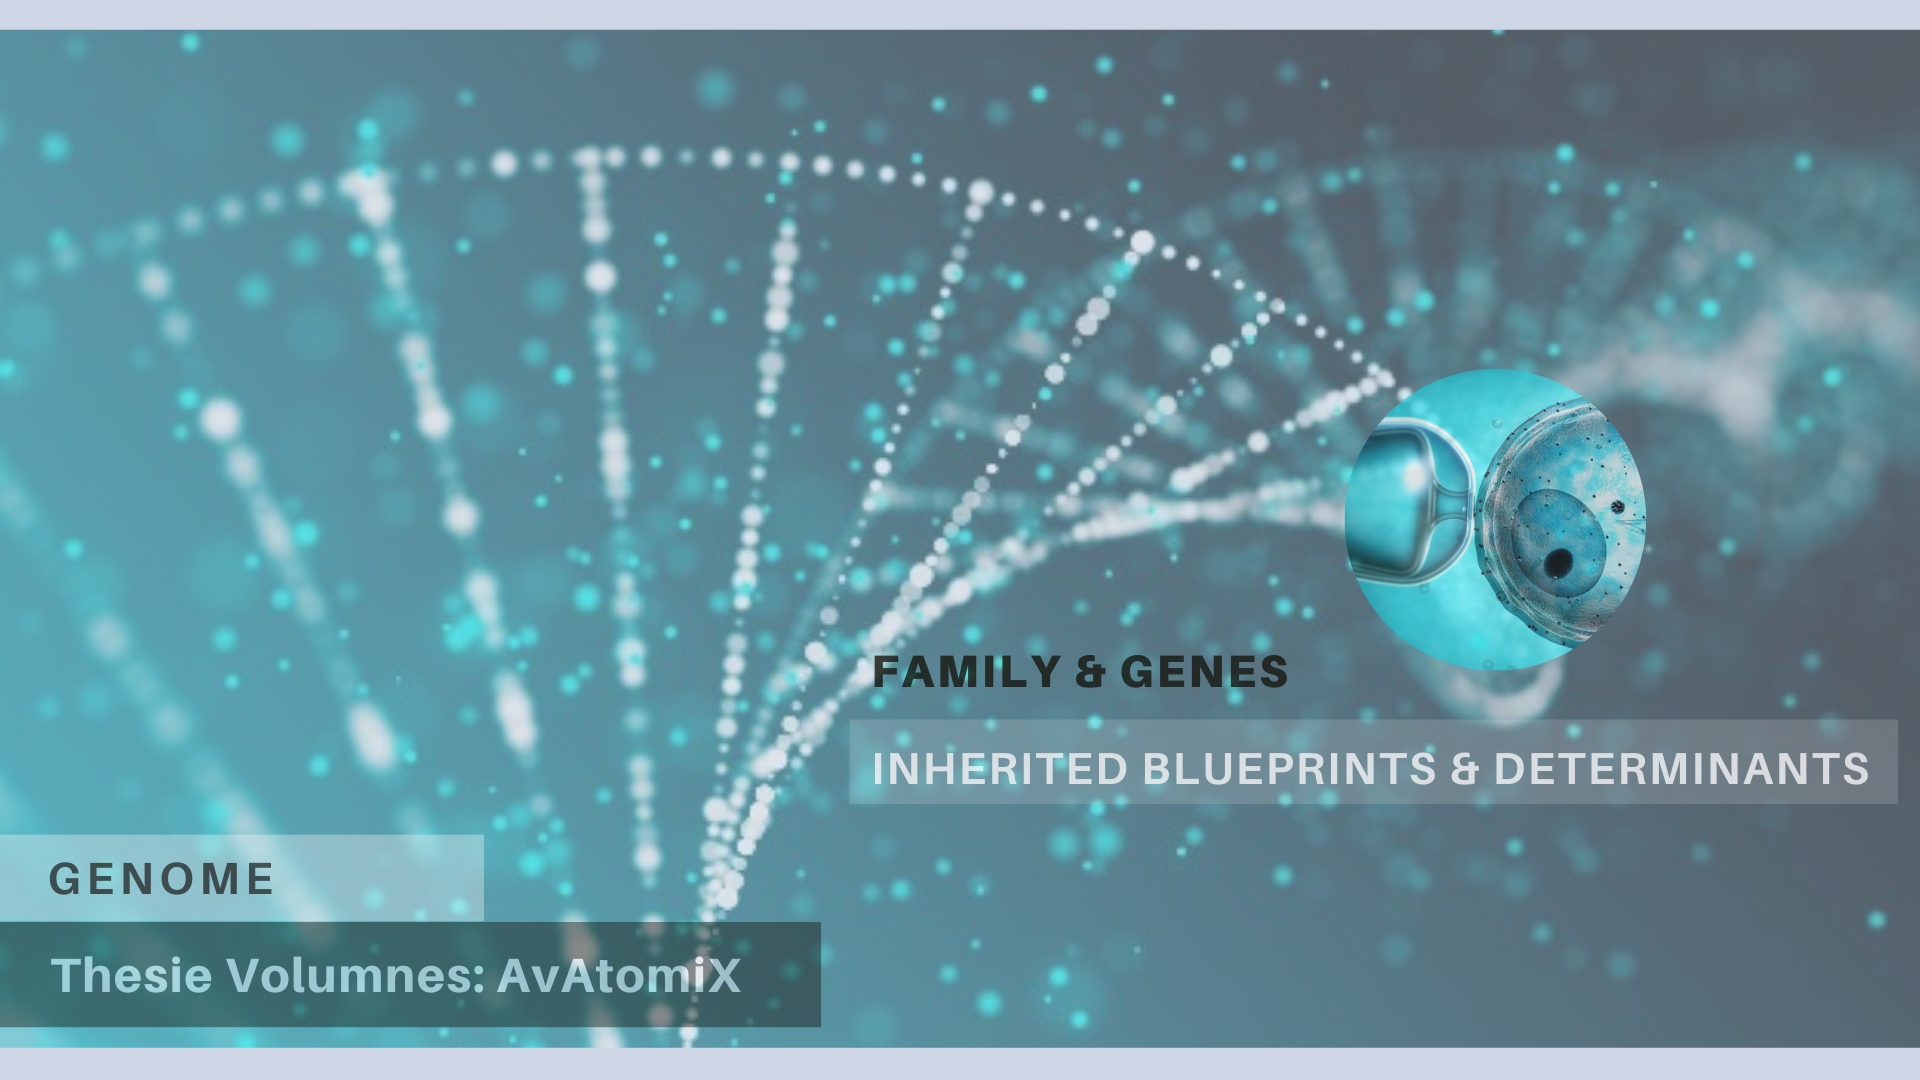 FAMILY & GENES
INHERITED BLUEPRINTS & DETERMINANTS
GENOME
Thesie Volumnes: AvAtomiX